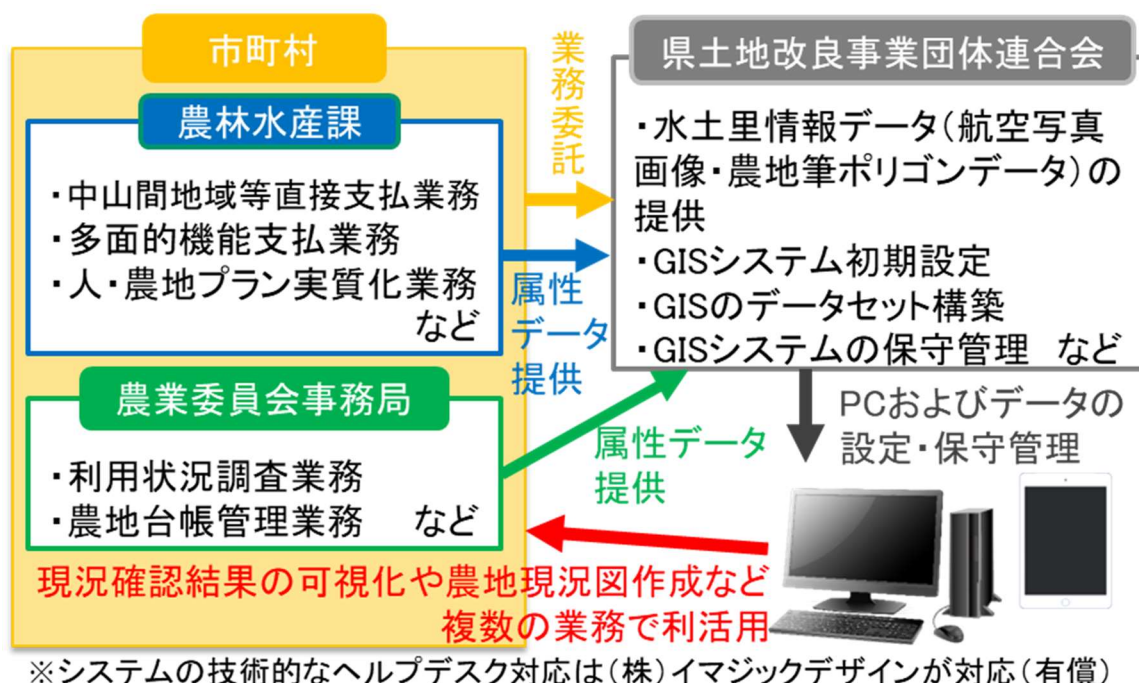 市町村
農林水産課
・中山間地域等直接支払業務
・多面的機能支払業務
・人・農地プラン実質化業務
など
農業委員会事務局
・利用状況調査業務
・農地台帳管理業務　など
業務委託
属性
データ
提供
属性データ
提供
県土地改良事業団体連合会
・水土里情報データ(航空写真
画像・農地筆ポリゴンデータ)の
提供
・GISシステム初期設定
・GISのデータセット構築
・GISシステムの保守管理　など
PCおよびデータの
設定・保守管理
現況確認結果の可視化や農地現況図作成など
複数の業務で利活用
※システムの技術的なヘルプデスク対応は(株)イマジックデザインが対応(有償)